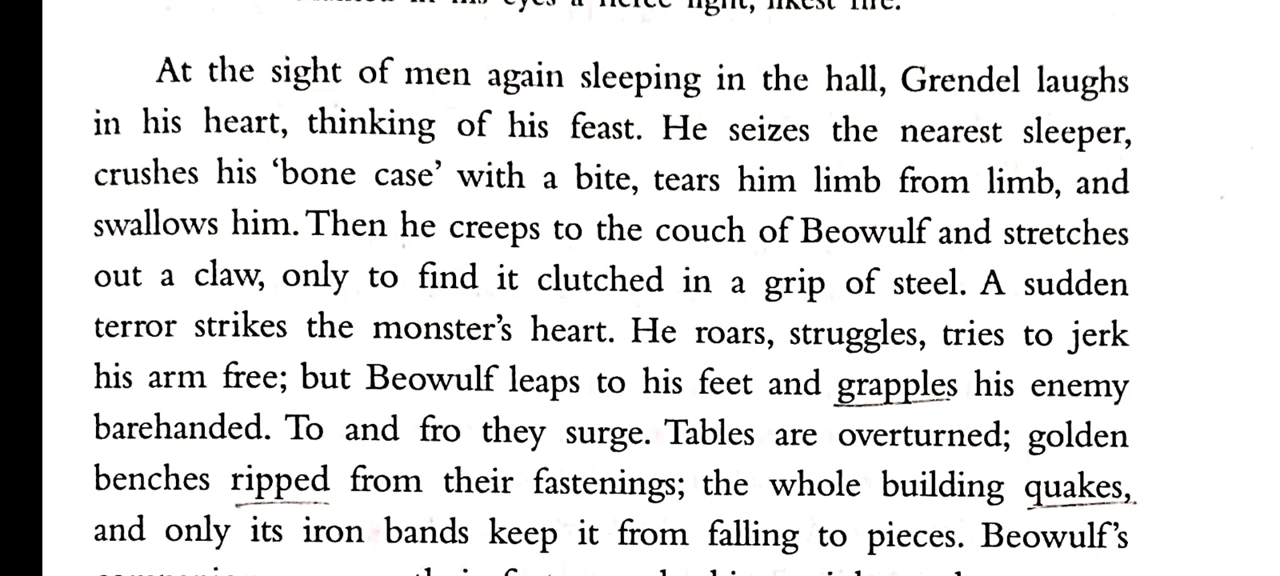 eyes a fierce light, likest fire.
At the sight of men again sleeping in the hall, Grendel laughs
in his heart, thinking of his feast. He seizes the nearest sleeper,
crushes his ‘bone case’ with a bite, tears him limb from limb, and
swallows him. Then he creeps to the couch of Beowulf and stretches
out a claw, only to find it clutched in a grip of steel. A sudden
terror strikes the monster’s heart. He roars, struggles, tries to jerk
his arm free; but Beowulf leaps to his feet and grapples his enemy
barehanded. To and fro they surge. Tables are overturned; golden
benches ripped from their fastenings; the whole building quakes,
and only its iron bands keep it from falling to pieces. Beowulf’s